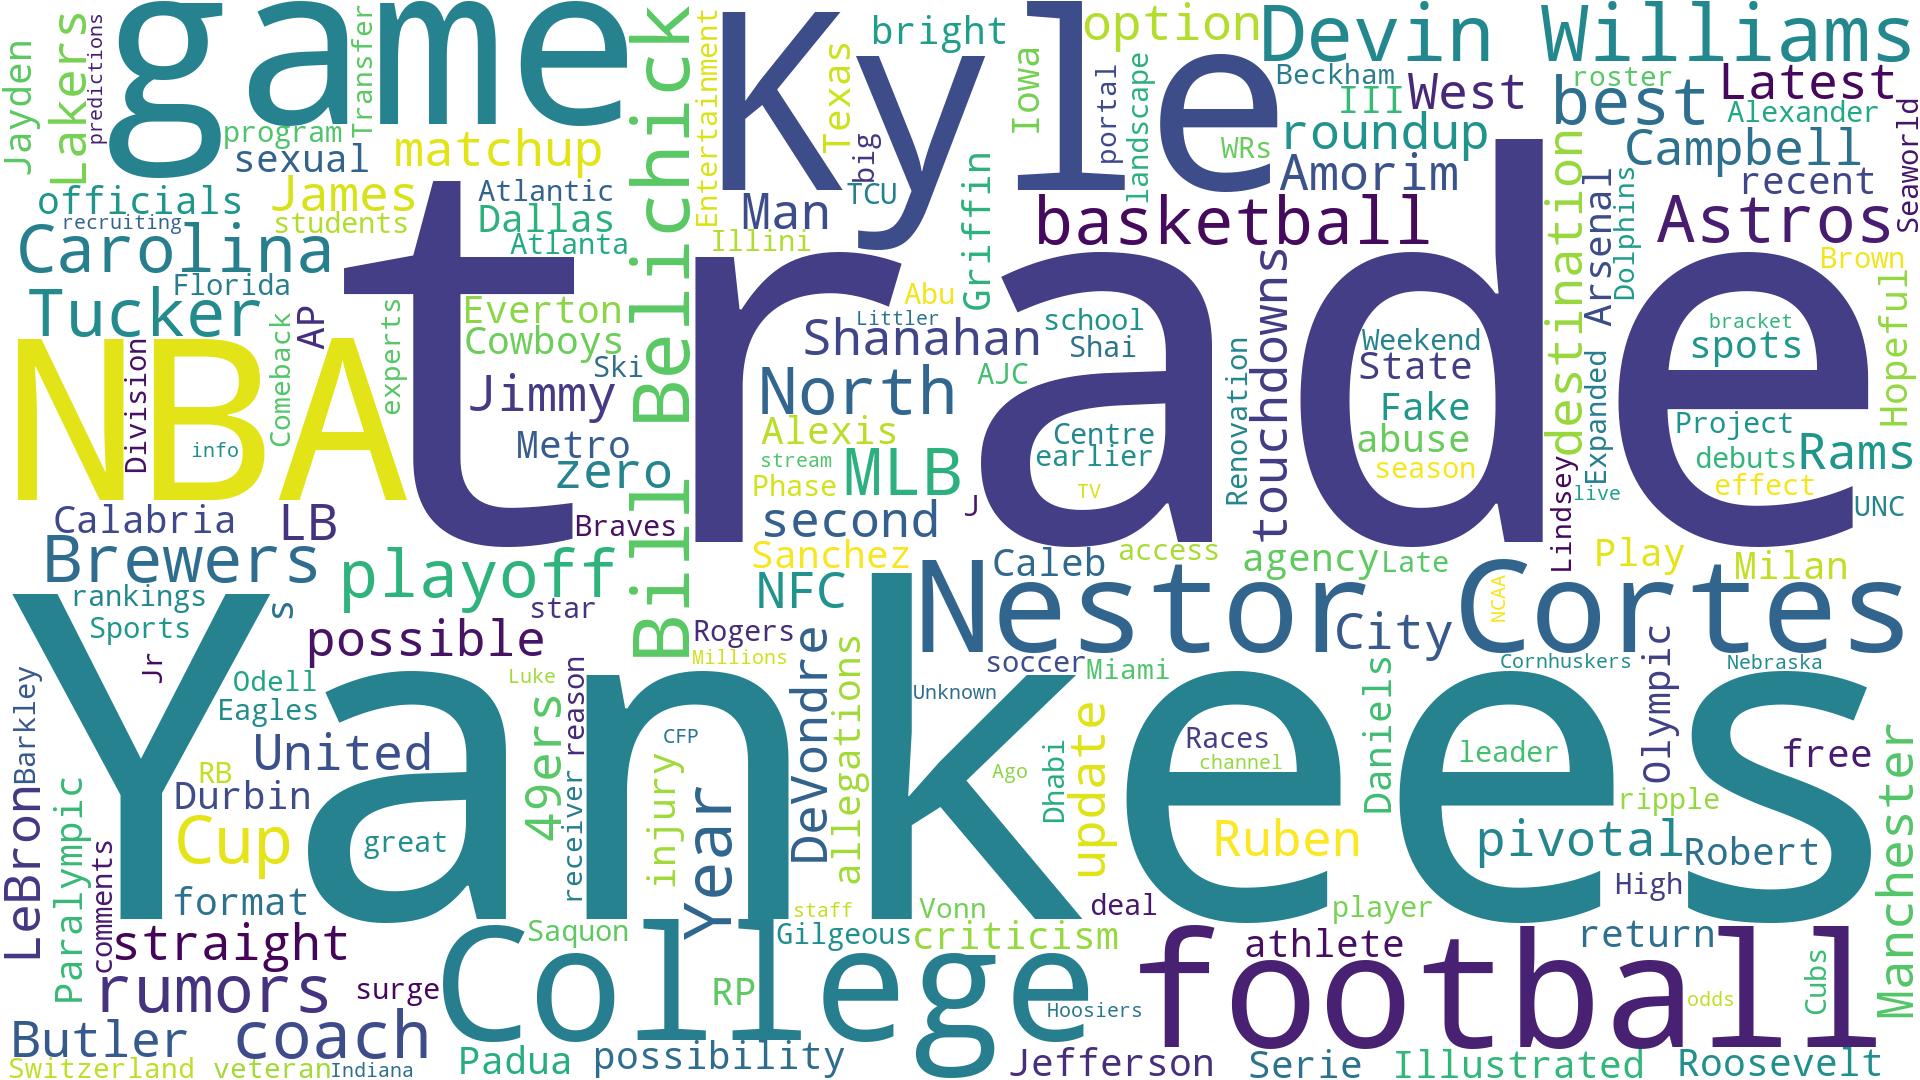 game
Kyle
option
Devin Williams
Jayden
Lakers
predictions
Transfer
Bill Belichick
Entertainment
Texas
bright
Iowa
portal
landscape
Beckham
III
West
roster
best
Latest
Alexander
Seaworld
program
sexual
matchup
big
TCU
WRs
roundup
Amorim
Campbell
recent
officials
James
recruiting
students
Atlantic
Dallas
Atlanta
Man
Illini
Griffin
basketball
destination
Arsenal
Dolphins
Astros
Brown
Carolina
Florida
Tucker
trade
NBA
Division
info
Comeback
AP
experts
Everton
Cowboys
Ski
Jimmy
Metro
zero
Abu
Littler
Shanahan
school
Shai
North
AJC
Alexis
stream
Phase
MLB
Centre
earlier
TV
Renovation
touchdowns
Weekend
State
Fake
abuse
season
Expanded
bracket
spots
Hopeful
Project
debuts
effect
Rams
UNC
live
Lindsey
Calabria
LB
Braves
second
J
Brewers
playoff
Sanchez
NFC
Caleb
access
agency
Late
Play
Milan
rankings
Sports
s
star
possible
Rogers
Millions
Nestor Cortes
City
NCAA
Yankees
Jr
Odell
Eagles
Luke
reason
DeVondre
allegations
soccer
Miami
Unknown
Daniels
Cornhuskers
Olympic
Nebraska
LeBron
Barkley
Paralympic
United
RB
Durbin
Cup
great
49ers
receiver
injury
CFP
Year
Ago
Dhabi
update
Races
channel
Ruben
leader
pivotal
ripple
free
Manchester
Robert
High
format
comments
straight
Saquon
staff
Gilgeous
Vonn
criticism
deal
player
athlete
return
rumors
surge
College
RP
Hoosiers
football
odds
Cubs
Butler
coach
Padua
possibility
Jefferson
Serie
Illustrated
Roosevelt
Switzerland
veteran
Indiana